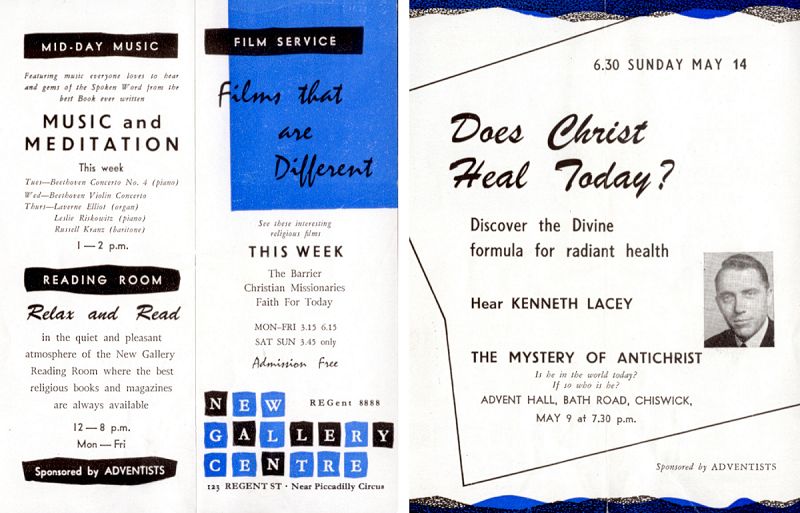 MID-DAY MUSIC
Featuring music everyone loves to hear
and gems of the Spoken Word from the
best Book ever written
MUSIC and
MEDITATION
This week
Tues—Beethoven Concerto No. 4 (piano)
Wed—Beethoven Violin Concerto
Thurs—Laverne Elliot (organ)
Leslie Riskowitz (piano)
Russell Kranz (baritone)
1—2 p.m.
READING ROOM
Relax and Read
in the quiet and pleasant
atmosphere of the New Gallery
Reading Room where the best
religious books and magazines
are always available
12—8 p.m.
Mon—Fri
Sponsored by ADVENTISTS
FILM SERVICE
Films that
are
Different
See these interesting
religious films
THIS WEEK
The Barrier
Christian Missionaries
Faith For Today
MON–FRI 3.15 6.15
SAT SUN 3.45 only
Admission Free
NEW
REGent 8888
GALLERY
CENTRE
123 REGENT ST · Near Piccadilly Circus
6.30 SUNDAY MAY 14
Does Christ
Heal Today?
Discover the Divine
formula for radiant health
Hear KENNETH LACEY
THE MYSTERY OF ANTICHRIST
Is he in the world today?
If so who is he?
ADVENT HALL, BATH ROAD, CHISWICK,
MAY 9 at 7.30 p.m.
Sponsored by ADVENTISTS